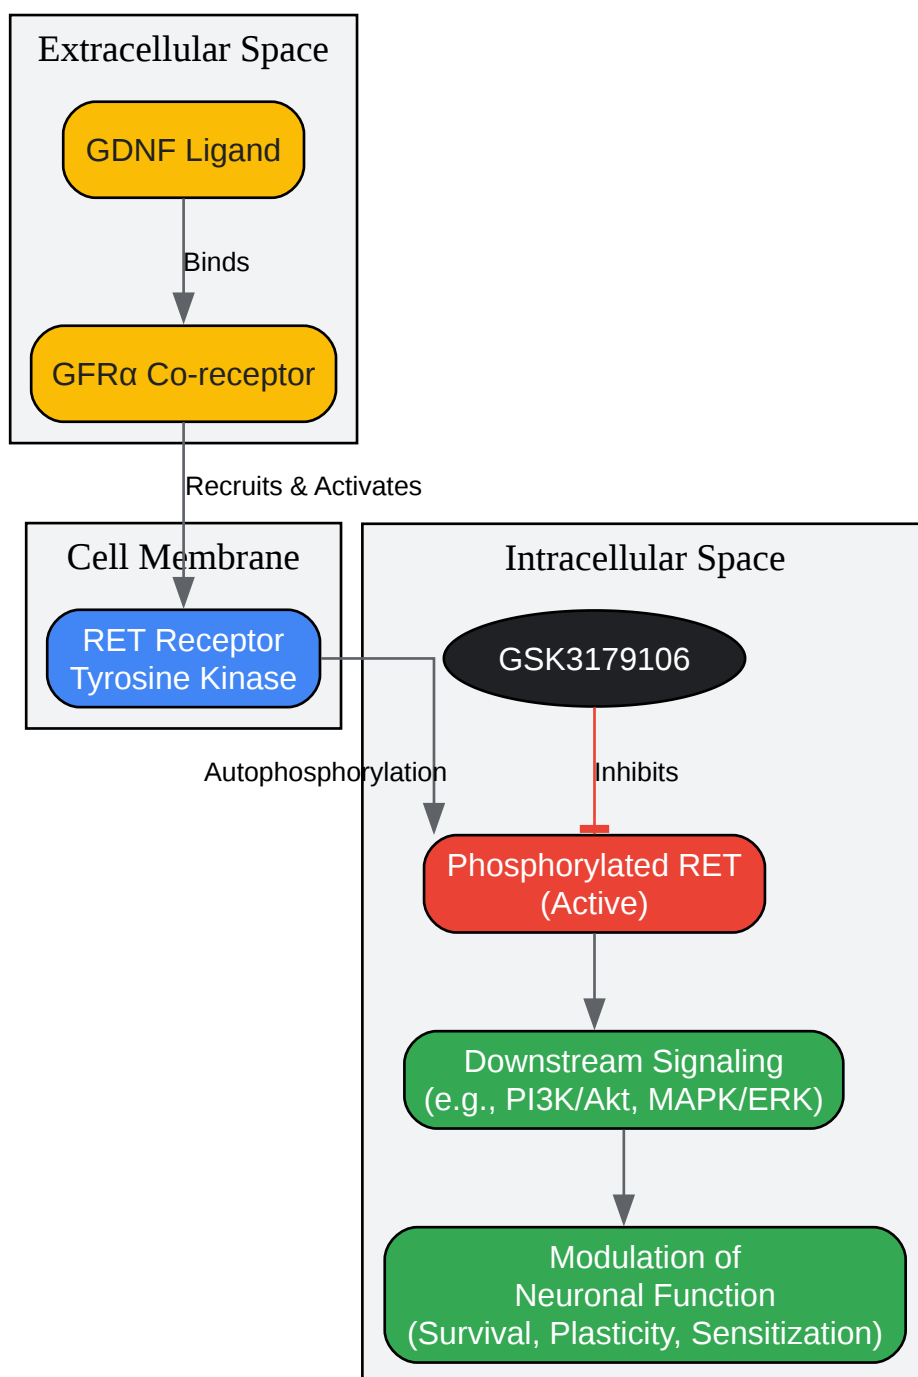 Extracellular Space
GDNF Ligand
Binds
GFRα Co-receptor
Recruits & Activates
Cell Membrane
RET Receptor
Tyrosine Kinase
Intracellular Space
GSK3179106
Autophosphorylation
Inhibits
Phosphorylated RET
(Active)
Downstream Signaling
(e.g., PI3K/Akt, MAPK/ERK)
Modulation of
Neuronal Function
(Survival, Plasticity, Sensitization)